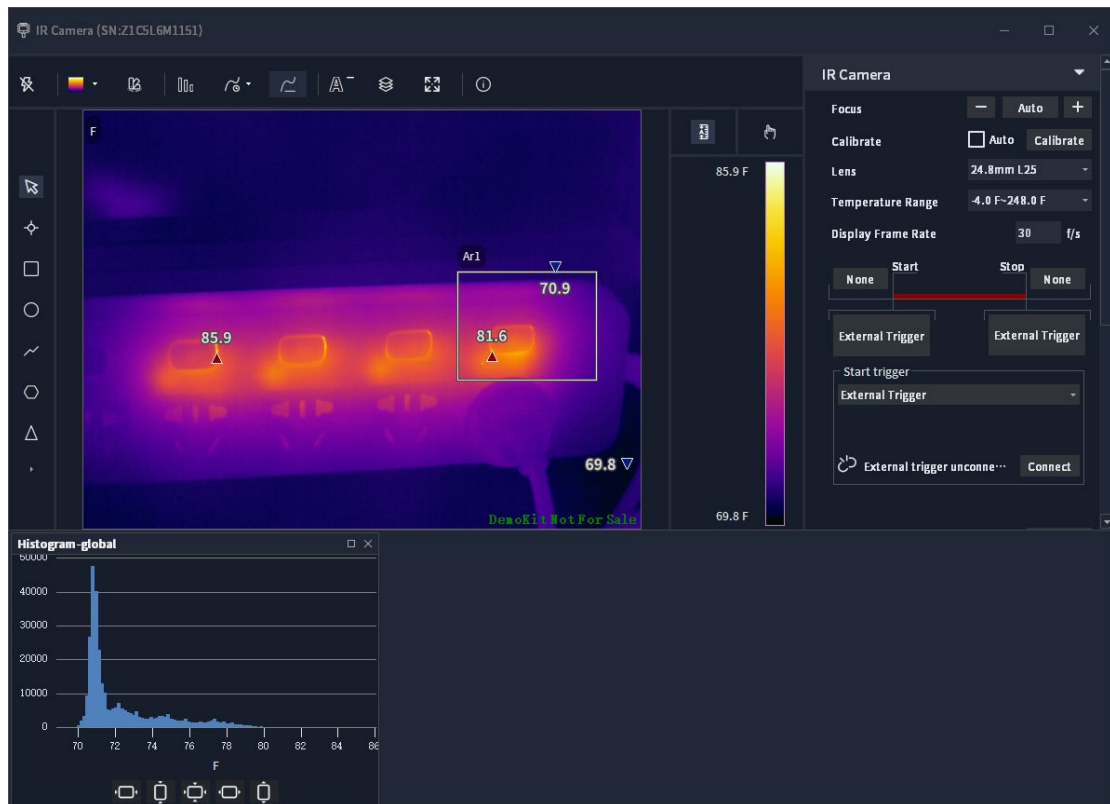 IR Camera (SN:Z1C5L6M1151)
IR Camera
Focus
Auto
Calibrate
Auto
Calibrate
Lens
24.8mm L25
Temperature Range
-4.0 F~248.0 F
Display Frame Rate
30
f/s
Start
Stop
None
None
External Trigger
External Trigger
Start trigger
External Trigger
External trigger unconne···
Connect
F
Ar1
70.9
85.9
81.6
69.8
DemoKit Not For Sale
85.9 F
69.8 F
Histogram-global
50000
40000
30000
20000
10000
0
70 72 74 76 78 80 82 84 86
F